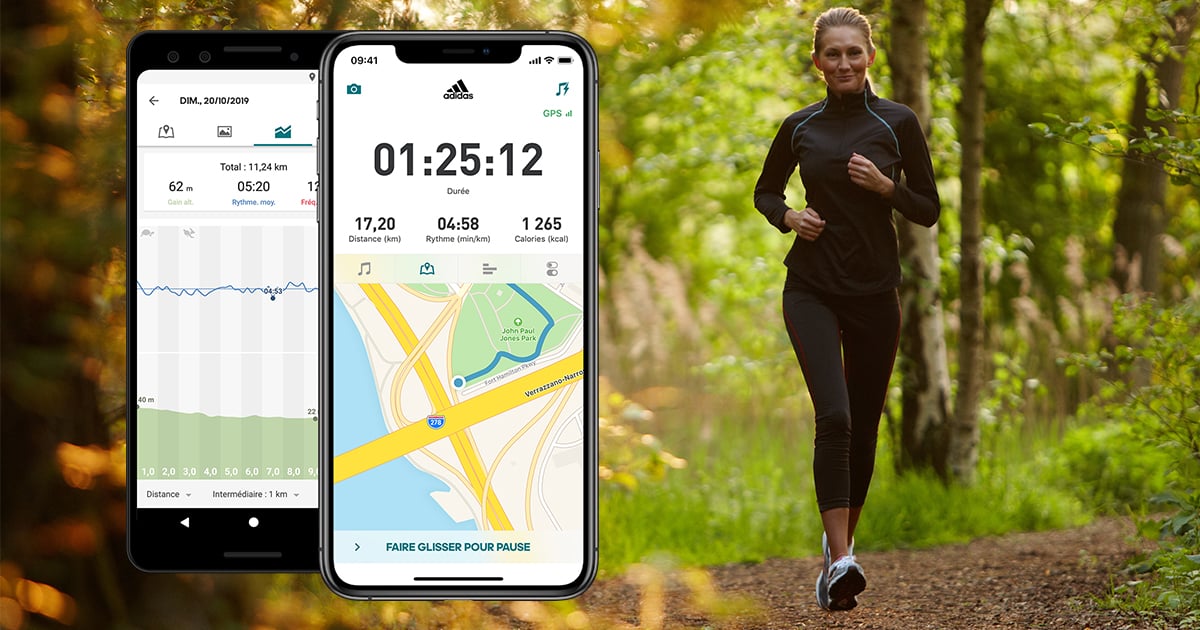 DIM., 20/10/2019
Total : 11,24 km
62 m
05:20
12
Gain alt.
Rythme. moy.
Fréq.
04:53
40 m
22
1,0 2,0 3,0 4,0 5,0 6,0 7,0 8,0 9,0
Distance
Intermédiaire : 1 km
09:41
adidas
GPS
01:25:12
Durée
17,20
04:58
1 265
Distance (km)
Rythme (min/km)
Calories (kcal)
John Paul
Jones Park
Fort Hamilton Pkwy
Verrazzano-Narro
278
FAIRE GLISSER POUR PAUSE